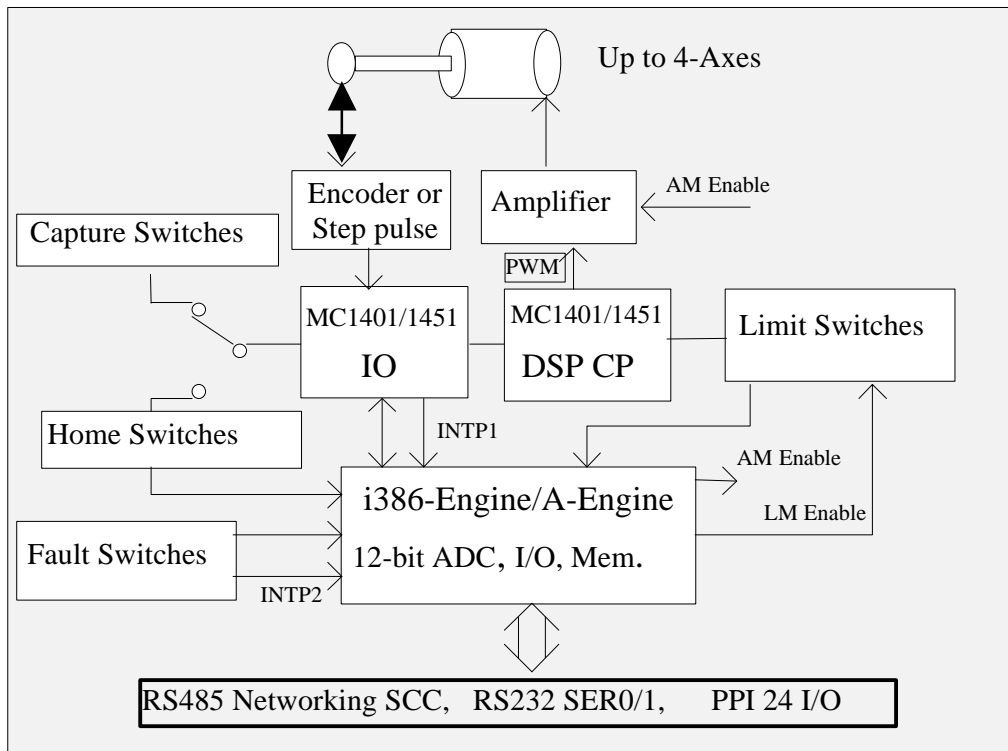 Up to 4-Axes
Encoder or
Step pulse
Amplifier
AM Enable
Capture Switches
PWM
MC1401/1451
IO
MC1401/1451
DSP CP
Limit Switches
Home Switches
INTP1
AM Enable
i386-Engine/A-Engine
12-bit ADC, I/O, Mem.
LM Enable
Fault Switches
INTP2
RS485 Networking SCC, RS232 SER0/1, PPI 24 I/O